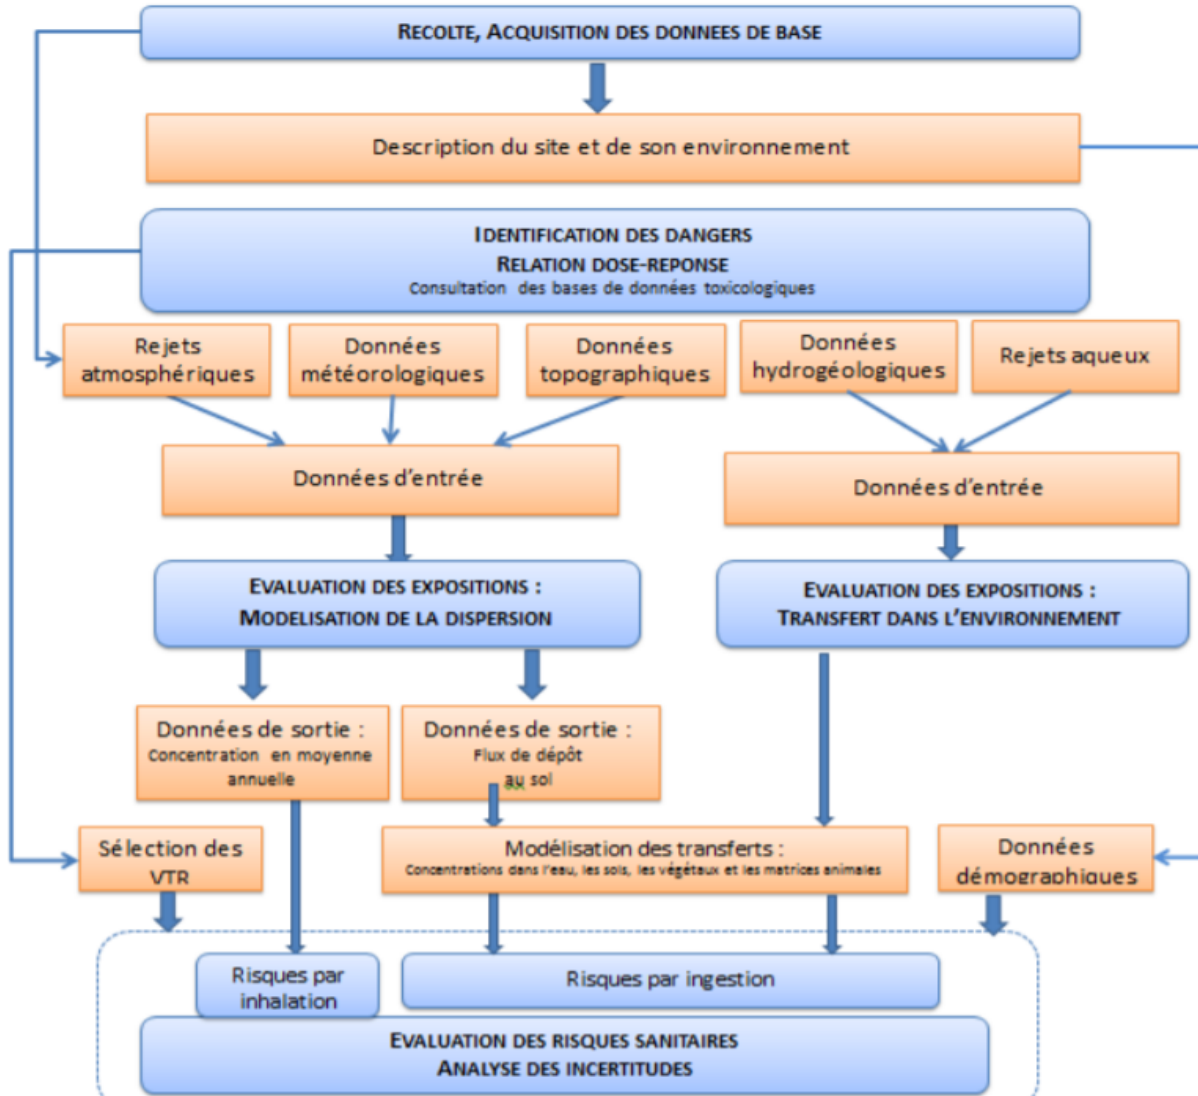 RECOLTE, ACQUISITION DES DONNEES DE BASE
Description du site et de son environnement
IDENTIFICATION DES DANGERS
RELATION DOSE-REPONSE
Consultation des bases de données toxicologiques
Rejets
atmosphériques
Données
météorologiques
Données
topographiques
Données
hydrogéologiques
Rejets aqueux
Données d'entrée
Données d'entrée
EVALUATION DES EXPOSITIONS :
MODELISATION DE LA DISPERSION
EVALUATION DES EXPOSITIONS :
TRANSFERT DANS L'ENVIRONNEMENT
Données de sortie :
Concentration en moyenne
annuelle
Données de sortie :
Flux de dépôt
au sol
Sélection des
VTR
Modélisation des transferts :
Concentrations dans l'eau, les sols, les végétaux et les matrices animales
Données
démographiques
Risques par
inhalation
Risques par ingestion
EVALUATION DES RISQUES SANITAIRES
ANALYSE DES INCERTITUDES